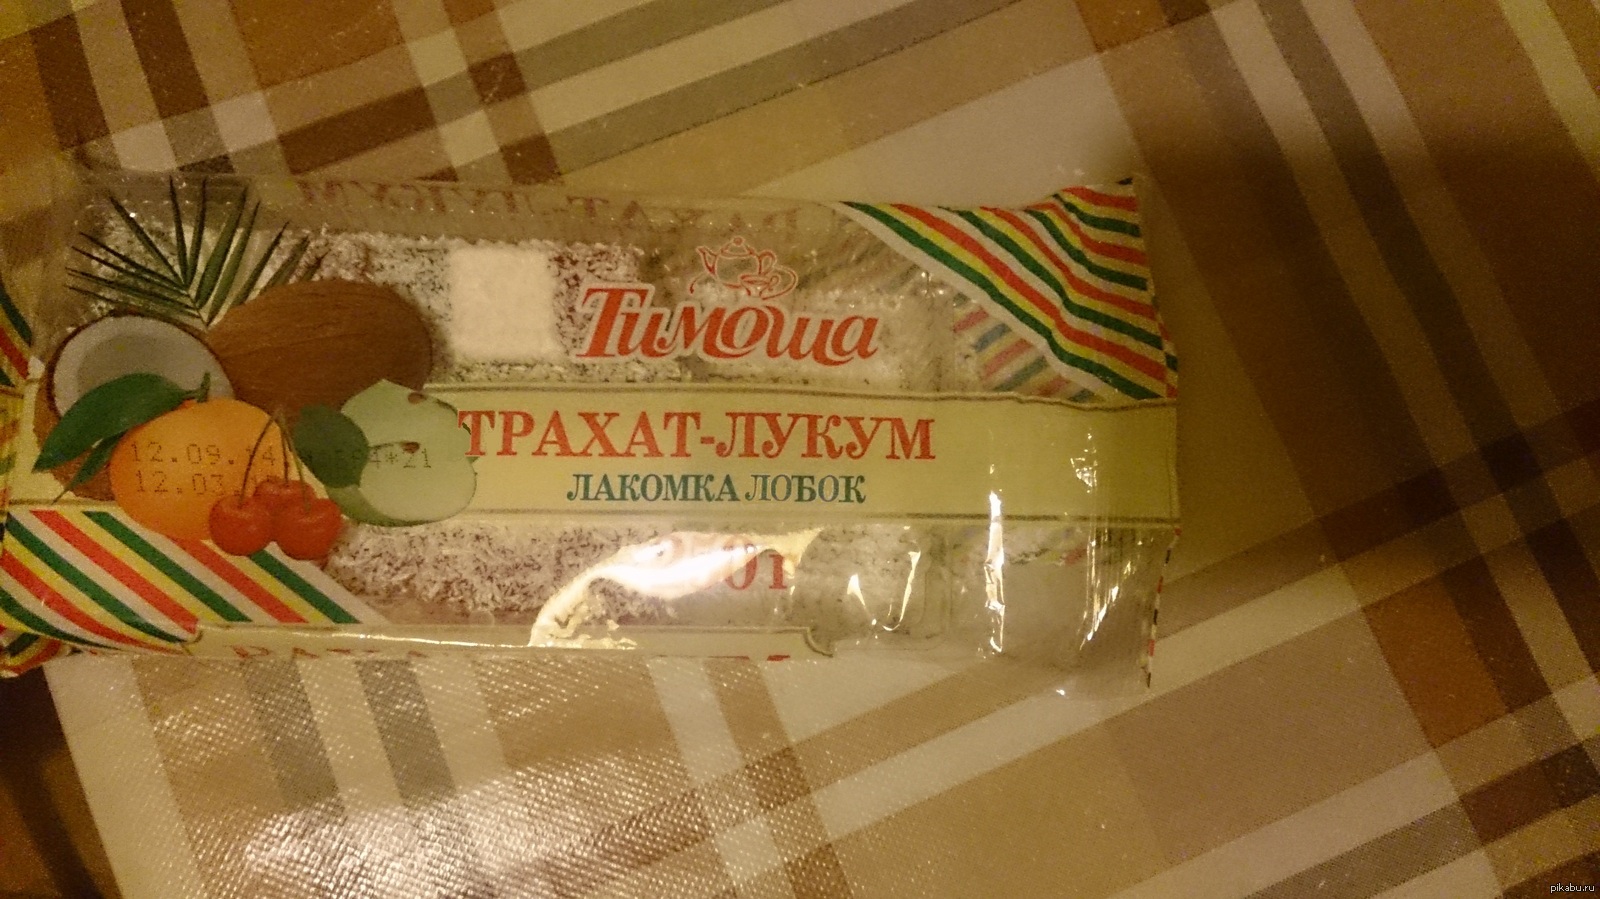 Тимоша
ТРАХАТ-ЛУКУМ
ЛАКОМКА ЛОБОК
12.09.14
12.03.
pikabu.ru